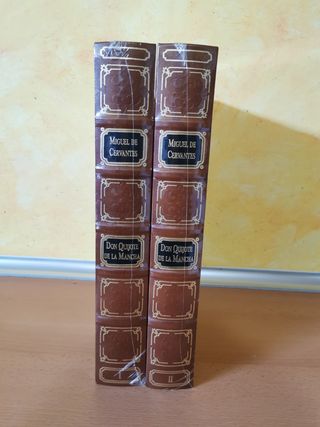 MIGUEL DE
CERVANTES
DON QUIJOTE
DE LA MANCHA
I
MIGUEL DE
CERVANTES
DON QUIJOTE
DE LA MANCHA
II